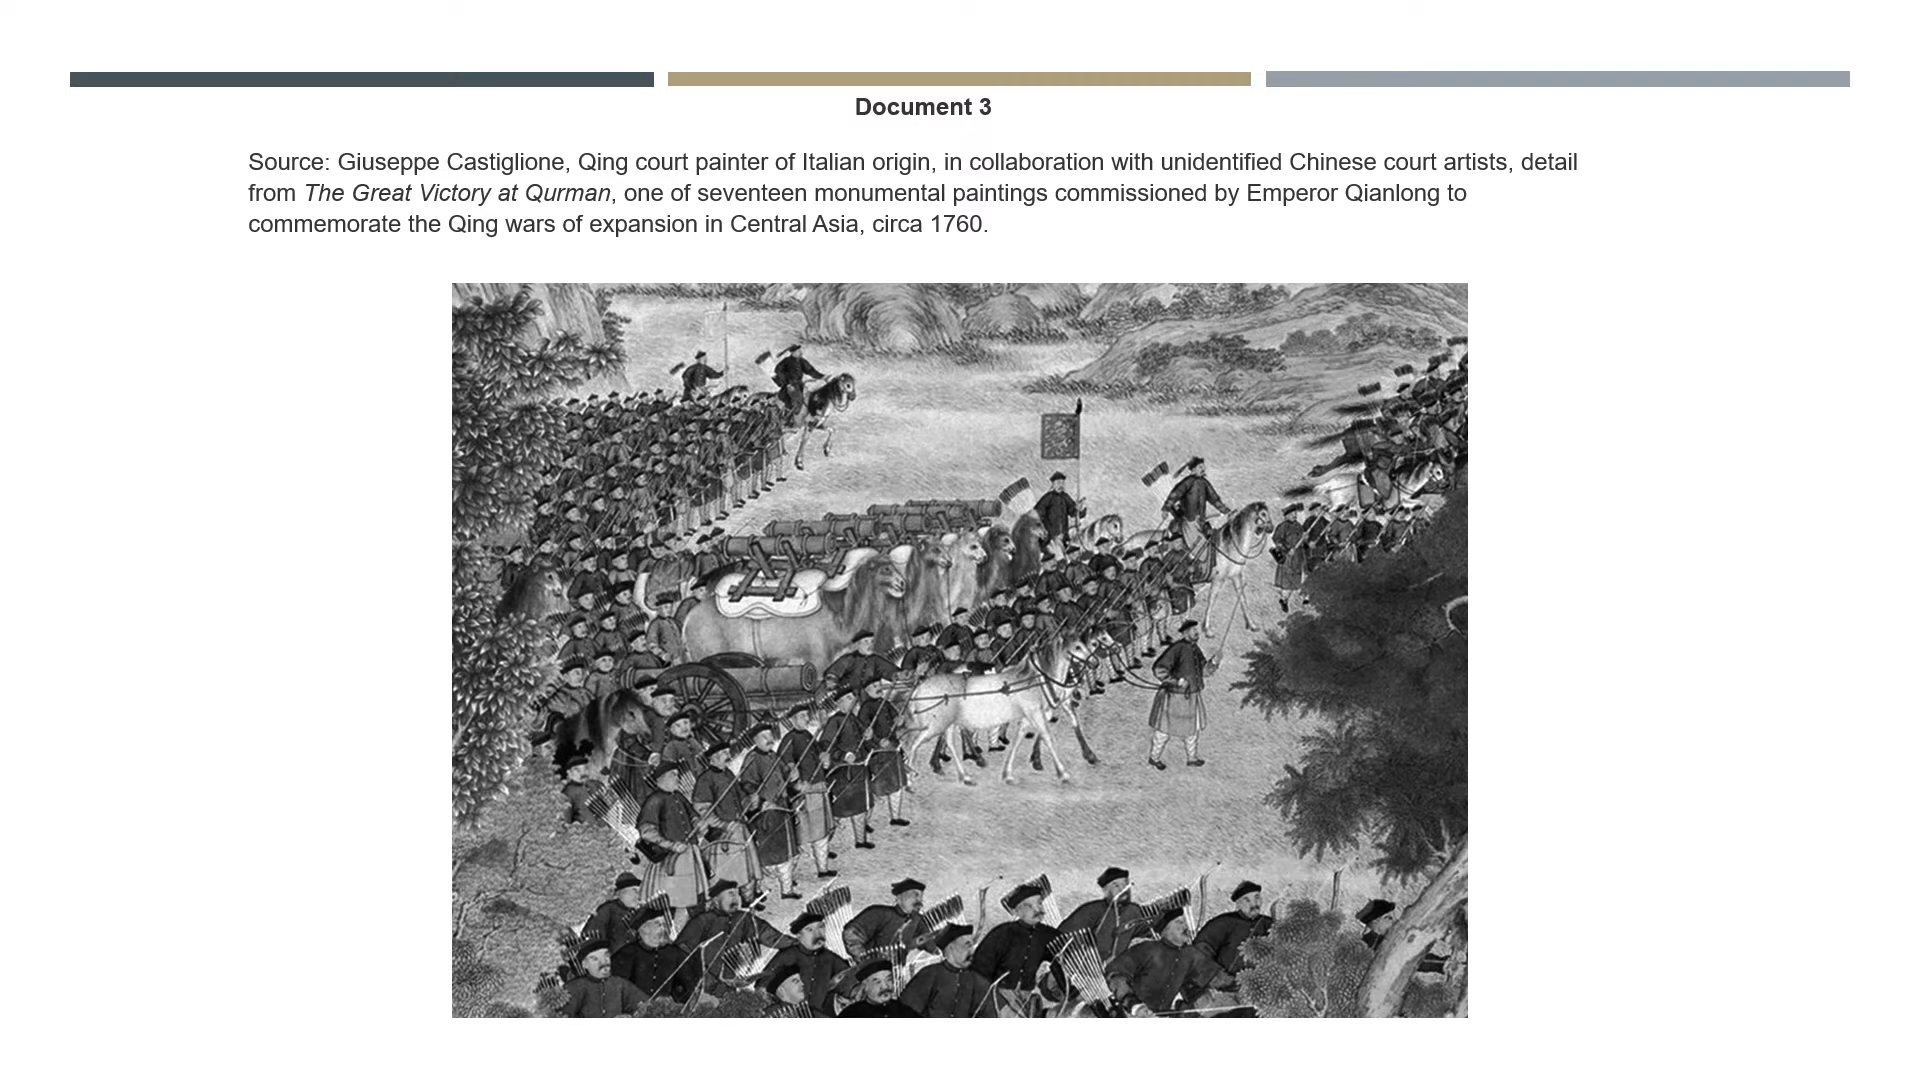 Document 3
Source: Giuseppe Castiglione, Qing court painter of Italian origin, in collaboration with unidentified Chinese court artists, detail
from The Great Victory at Qurman, one of seventeen monumental paintings commissioned by Emperor Qianlong to
commemorate the Qing wars of expansion in Central Asia, circa 1760.